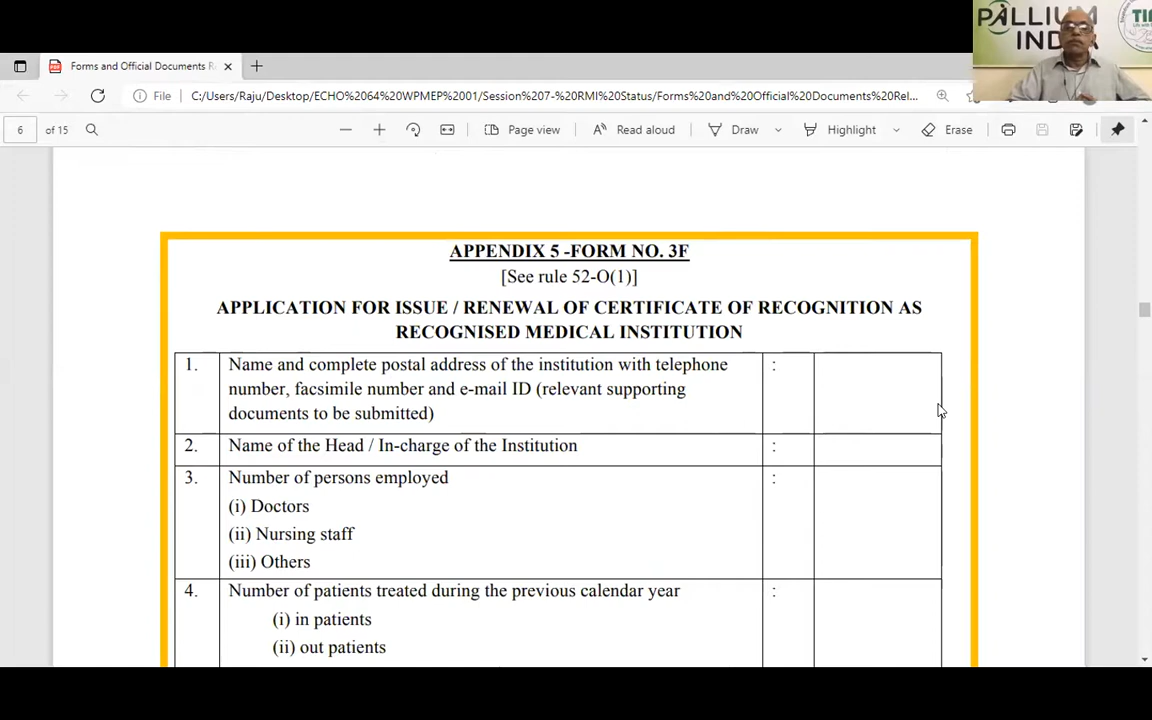 PALLIUM
INDIA
TI
Forms and Official Documents R
File
C:/Users/Raju/Desktop/ECHO%2064%20WPMEP%2001/Session%207-%20RMI%20Status/Forms%20and%20Official%20Documents%20Rel...
6 of 15
Page view
Read aloud
Draw
Highlight
Erase
APPENDIX 5 -FORM NO. 3F
[See rule 52-O(1)]
APPLICATION FOR ISSUE / RENEWAL OF CERTIFICATE OF RECOGNITION AS
RECOGNISED MEDICAL INSTITUTION
1. Name and complete postal address of the institution with telephone :
number, facsimile number and e-mail ID (relevant supporting
documents to be submitted)
2. Name of the Head / In-charge of the Institution :
3. Number of persons employed :
(i) Doctors
(ii) Nursing staff
(iii) Others
4. Number of patients treated during the previous calendar year :
(i) in patients
(ii) out patients